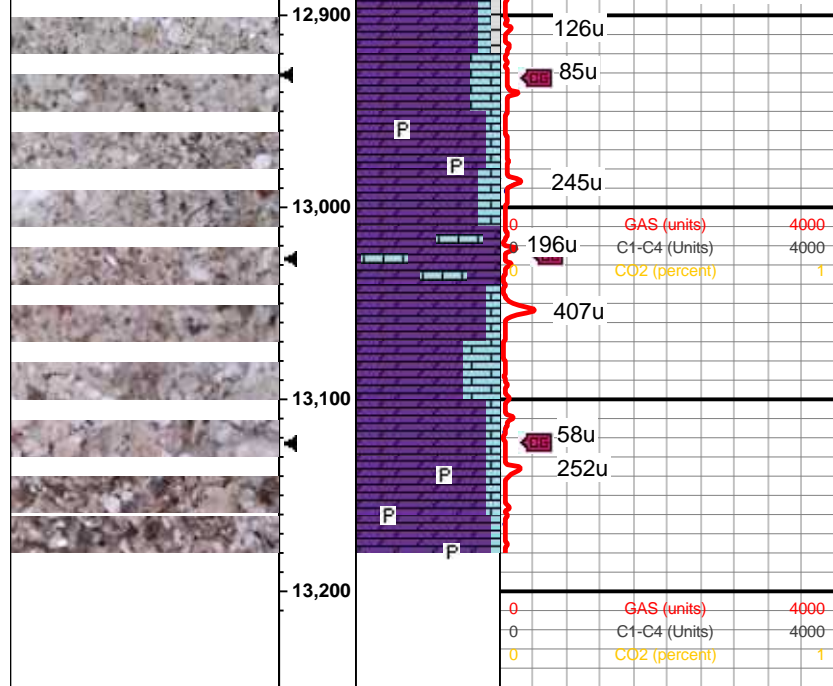 12,900
126u
85u
CG
P
P
245u
13,000
0 GAS (units) 4000
196u
C1-C4 (Units) 4000
0 CO2 (percent) 1
407u
13,100
58u
CG
252u
P
P
P
13,200
0 GAS (units) 4000
0 C1-C4 (Units) 4000
0 CO2 (percent) 1